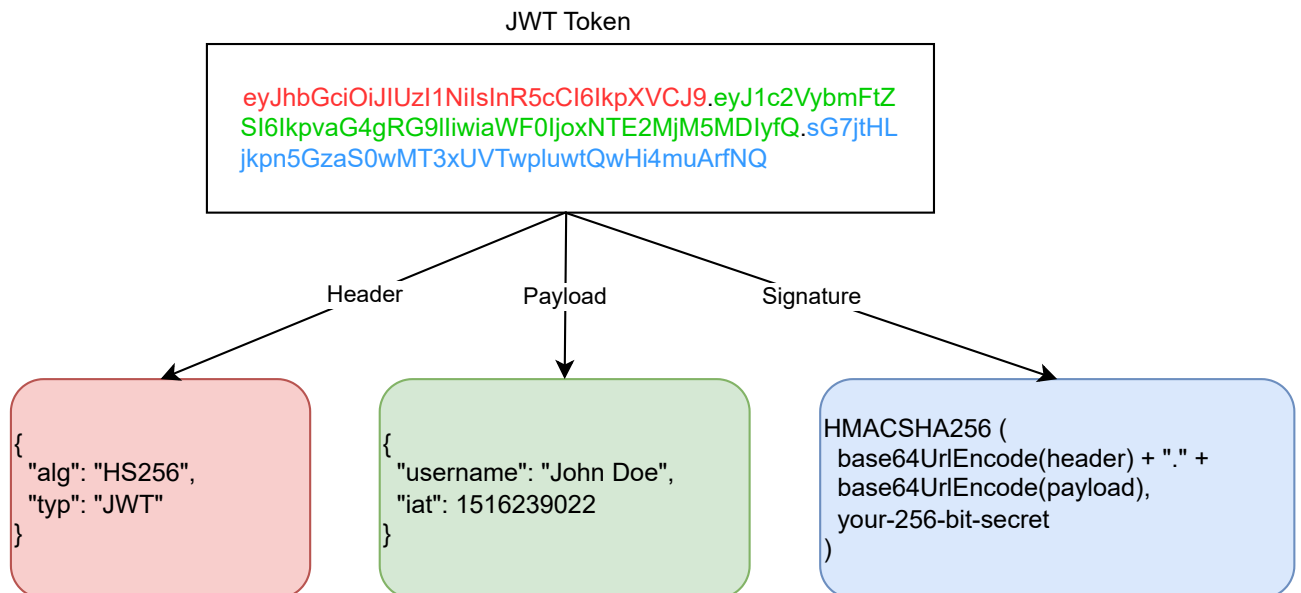 JWT Token
eyJhbGciOiJIUzI1NiIsInR5cCI6IkpXVCJ9.eyJ1c2VybmFtZ
SI6IkpvaG4gRG9lIiwiaWF0IjoxNTE2MjM5MDIyfQ.sG7jtHL
jkpn5GzaS0wMT3xUVTwpluwtQwHi4muArfNQ
Header
Payload
Signature
{
"alg": "HS256",
"typ": "JWT"
}
{
"username": "John Doe",
"iat": 1516239022
}
HMACSHA256 (
base64UrlEncode(header) + "." +
base64UrlEncode(payload),
your-256-bit-secret
)